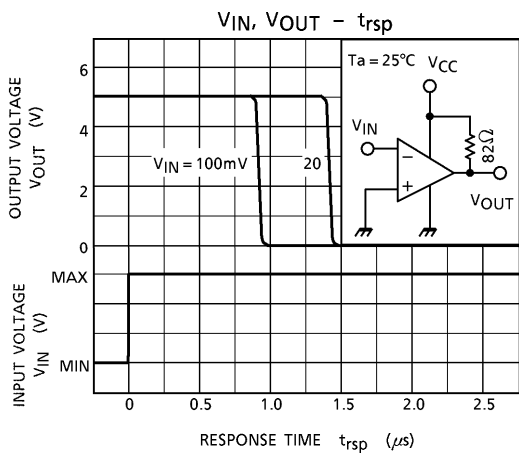 VIN, VOUT – trsp
OUTPUT VOLTAGE
VOUT (V)
6
4
2
0
VIN = 100mV
20
Ta = 25°C
VCC
VIN
−
+
82Ω
VOUT
INPUT VOLTAGE
VIN (V)
MAX
MIN
0 0.5 1.0 1.5 2.0 2.5
RESPONSE TIME trsp (μs)